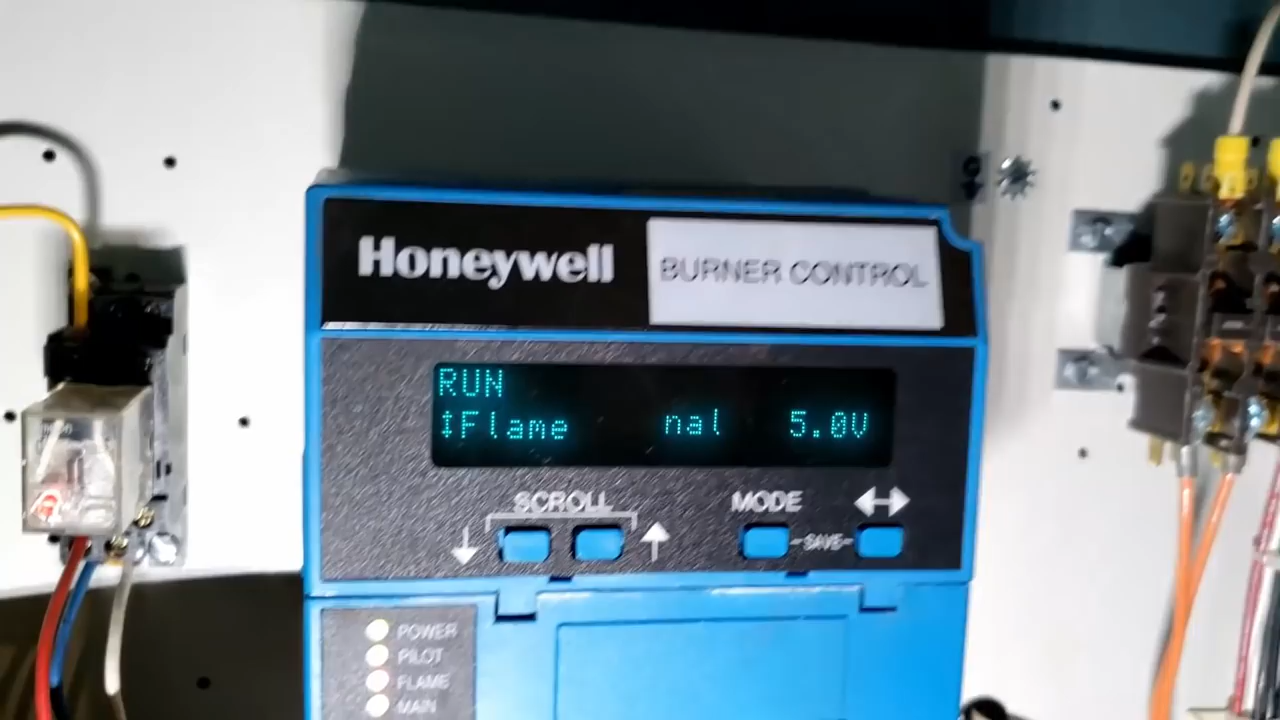 Honeywell
BURNER CONTROL
RUN
‡Flame nal 5.0V
SCROLL
MODE
-SAVE-
POWER
PILOT
FLAME
MAIN